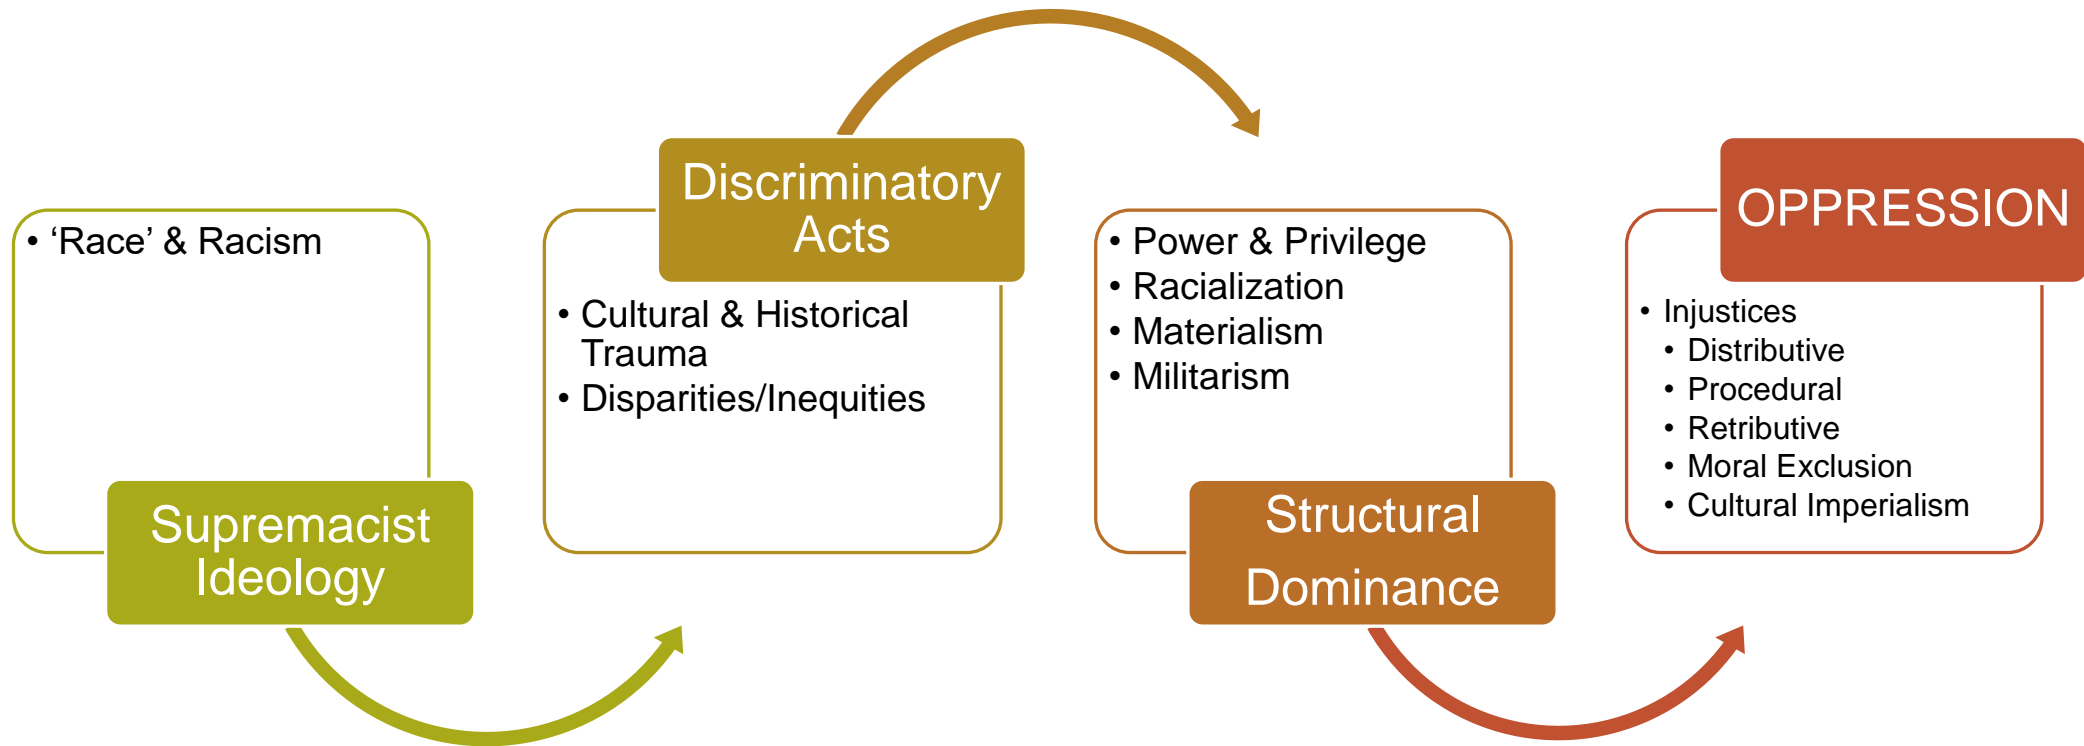 • ‘Race’ & Racism
Supremacist
Ideology
Discriminatory
Acts
• Cultural & Historical
Trauma
• Disparities/Inequities
• Power & Privilege
• Racialization
• Materialism
• Militarism
Structural
Dominance
OPPRESSION
• Injustices
• Distributive
• Procedural
• Retributive
• Moral Exclusion
• Cultural Imperialism